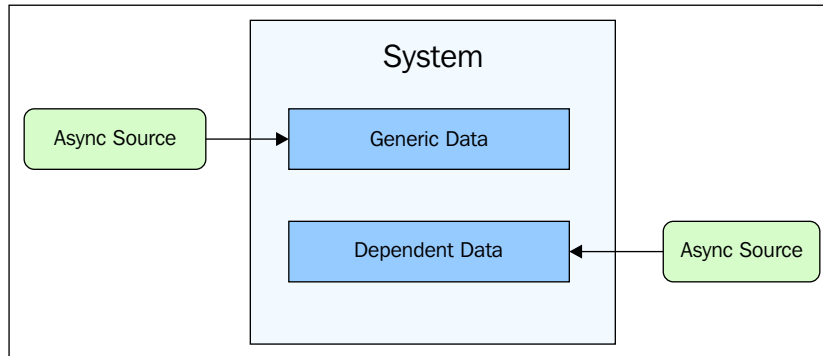 System
Async Source
Generic Data
Dependent Data
Async Source